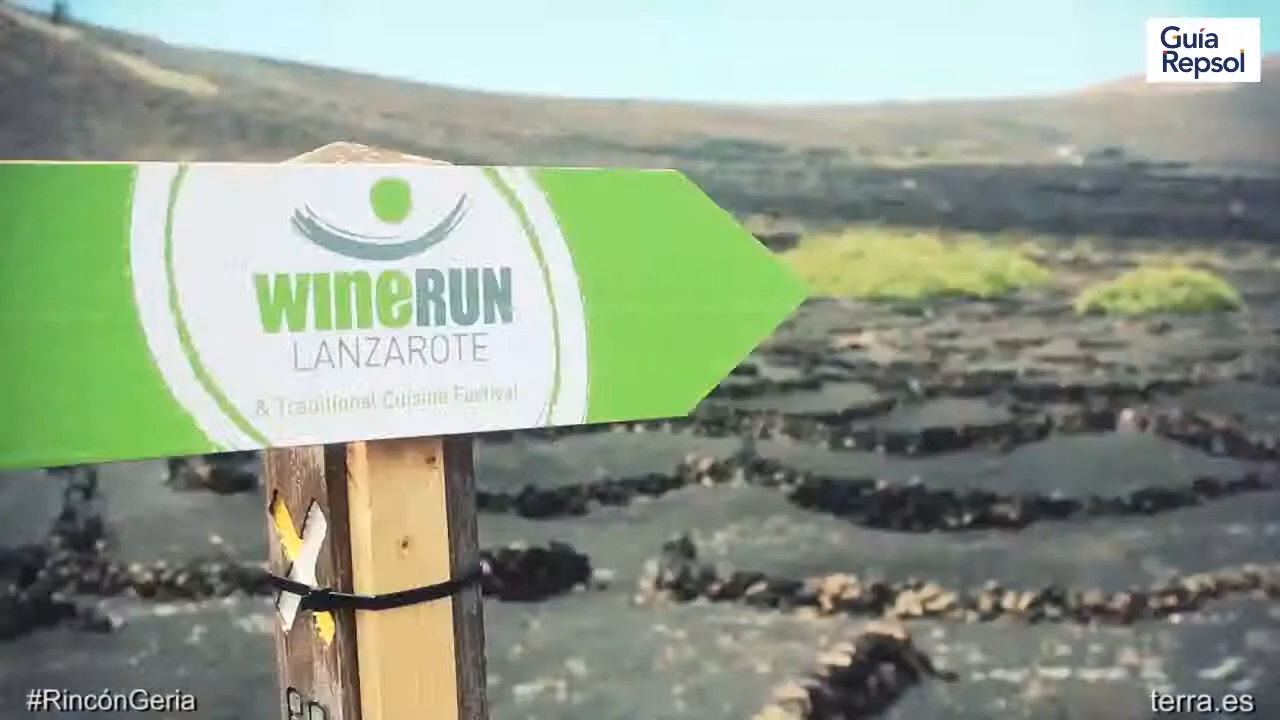 Guía
Repsol
wineRUN
LANZAROTE
& Traditional Cuisine Festival
#RincónGeria
terra.es